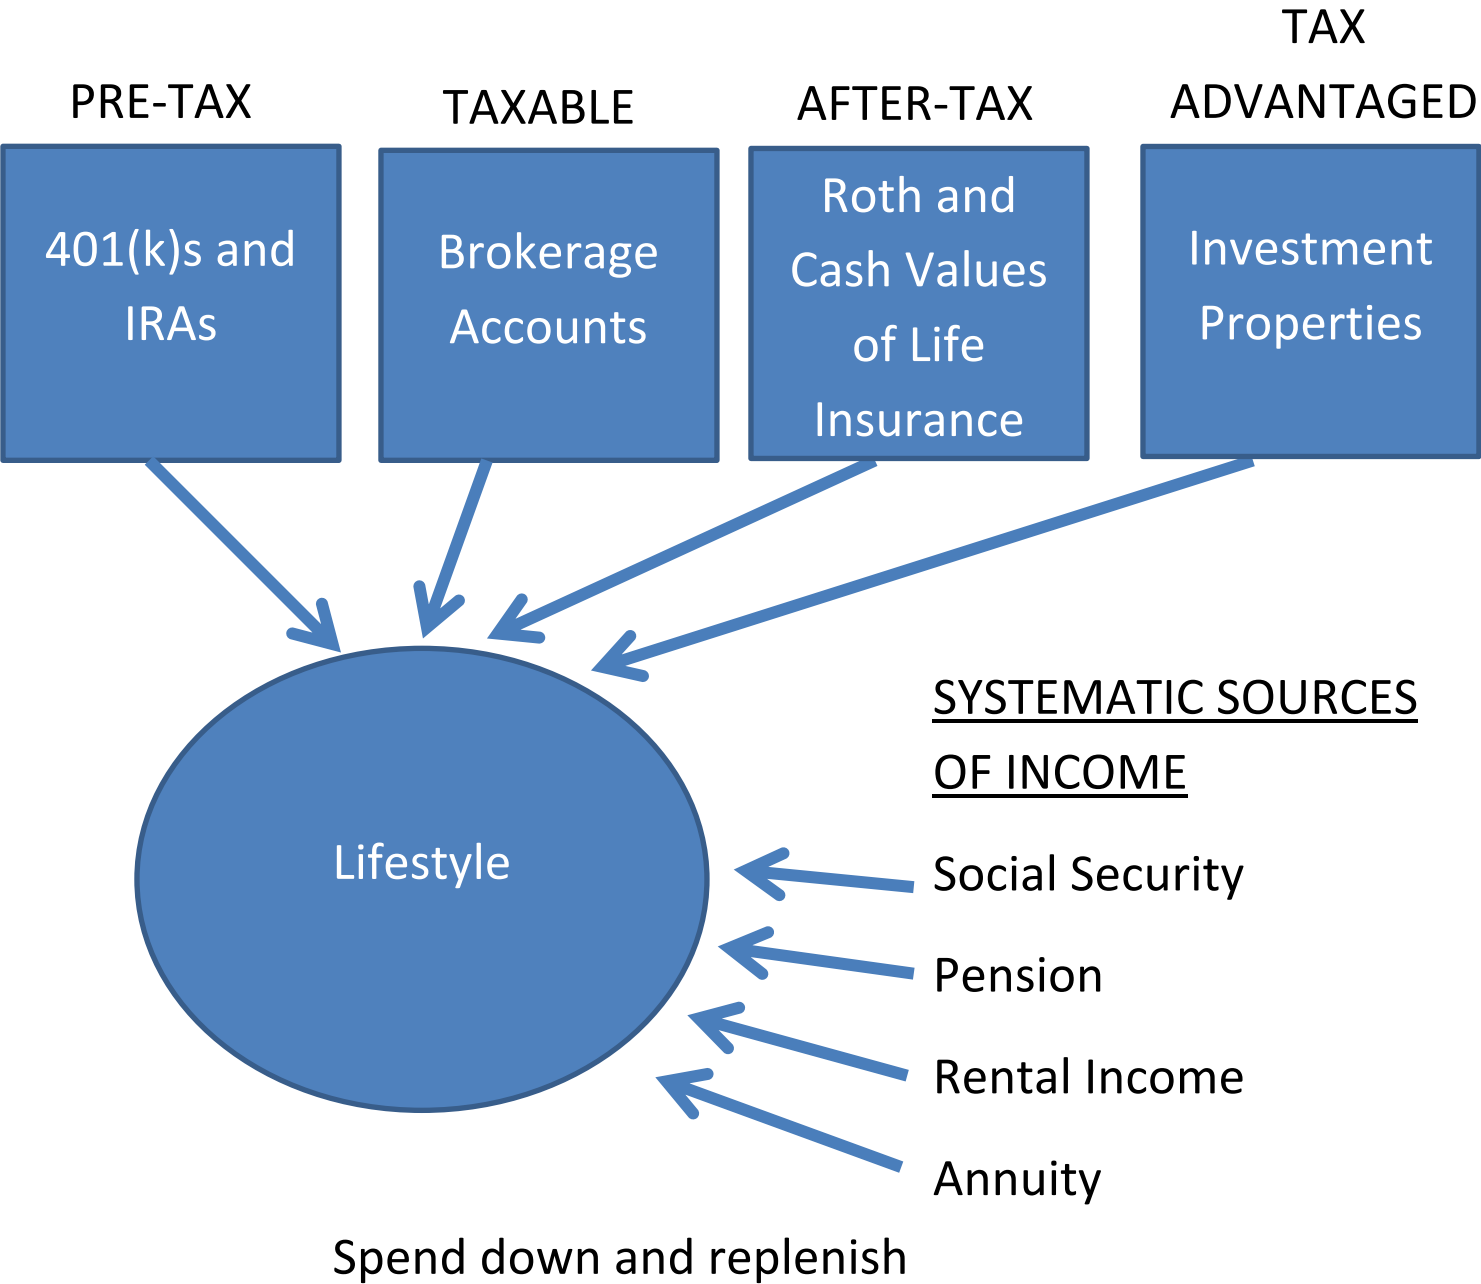 PRE-TAX
TAXABLE
AFTER-TAX
TAX
ADVANTAGED
401(k)s and
IRAs
Brokerage
Accounts
Roth and
Cash Values
of Life
Insurance
Investment
Properties
Lifestyle
SYSTEMATIC SOURCES
OF INCOME
Social Security
Pension
Rental Income
Annuity
Spend down and replenish